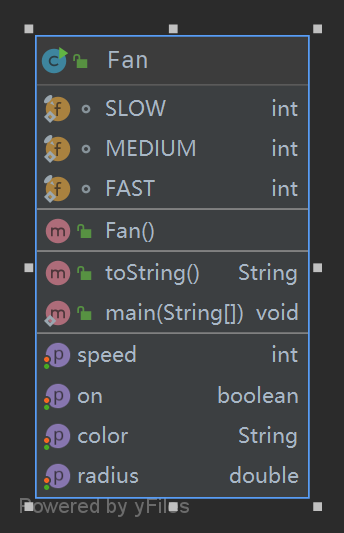 Fan
SLOW int
MEDIUM int
FAST int
Fan()
toString() String
main(String[]) void
speed int
on boolean
color String
radius double
Powered by yFiles